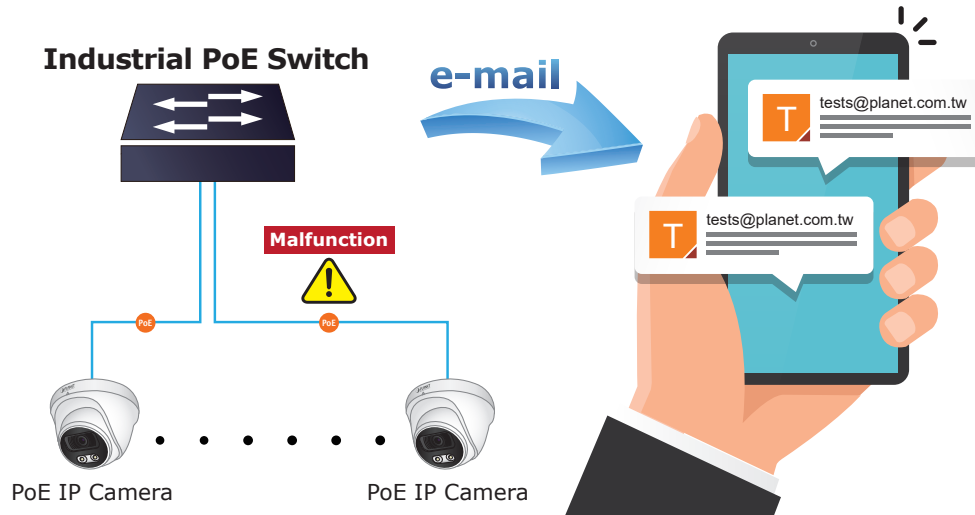 Industrial PoE Switch
e-mail
T
tests@planet.com.tw
T
tests@planet.com.tw
Malfunction
PoE
PoE
PoE IP Camera
PoE IP Camera